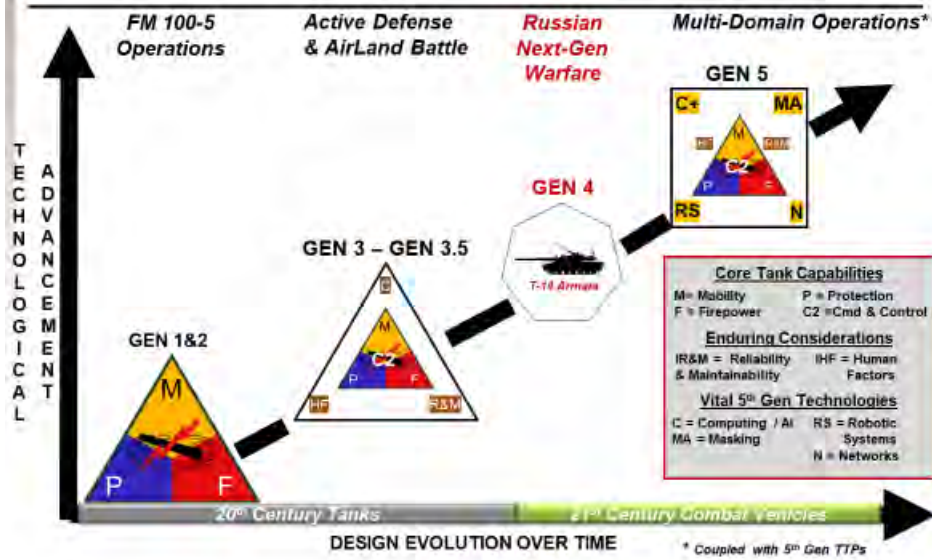 FM 100-5
Operations
Active Defense
& AirLand Battle
Russian
Next-Gen
Warfare
Multi-Domain Operations*
TECHNOLOGICAL
ADVANCEMENT
GEN 1&2
M
P
F
GEN 3 – GEN 3.5
C
M
C2
P
F
HF
R&M
GEN 4
T-14 Armata
GEN 5
C+
MA
HF
R&M
M
C2
P
F
RS
N
Core Tank Capabilities
M= Mobility
P = Protection
F = Firepower
C2 =Cmd & Control
Enduring Considerations
IR&M = Reliability
& Maintainability
IHF = Human
Factors
Vital 5th Gen Technologies
C = Computing / AI
MA = Masking
RS = Robotic
Systems
N = Networks
20th Century Tanks
21st Century Combat Vehicles
DESIGN EVOLUTION OVER TIME
* Coupled with 5th Gen TTPs